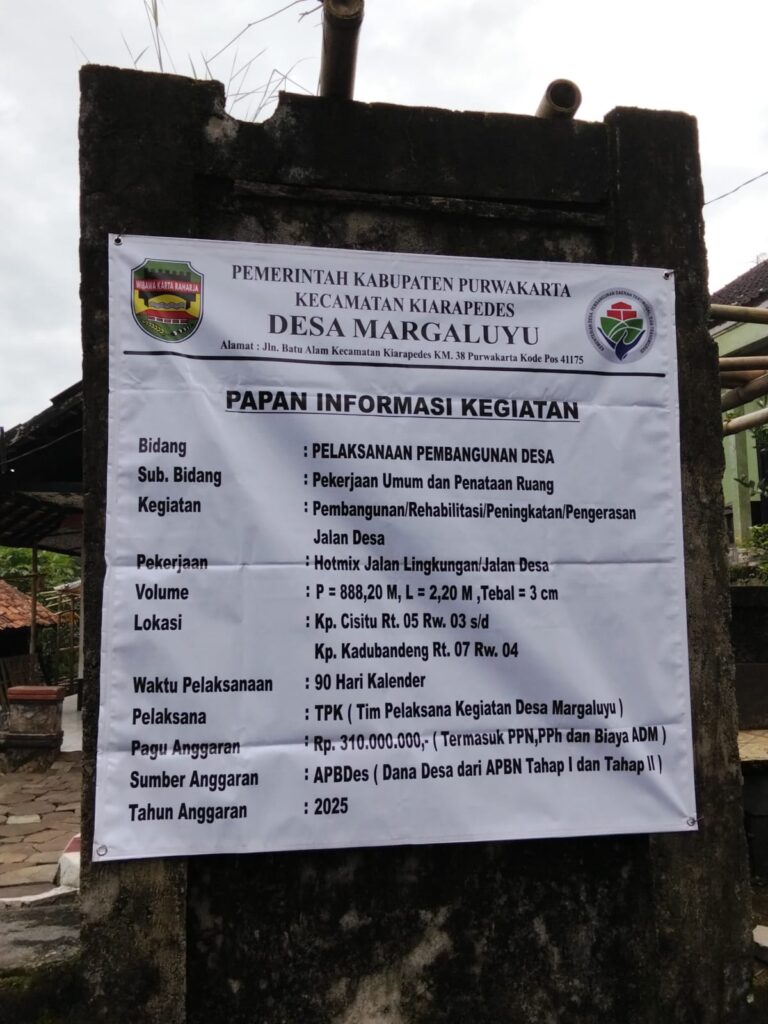 WIBAWA KARTA RAHARJA
PEMERINTAH KABUPATEN PURWAKARTA
KECAMATAN KIARAPEDES
DESA MARGALUYU
Alamat : Jln. Batu Alam Kecamatan Kiarapedes KM. 38 Purwakarta Kode Pos 41175
PAPAN INFORMASI KEGIATAN
Bidang : PELAKSANAAN PEMBANGUNAN DESA
Sub. Bidang : Pekerjaan Umum dan Penataan Ruang
Kegiatan : Pembangunan/Rehabilitasi/Peningkatan/Pengerasan
Jalan Desa
Pekerjaan : Hotmix Jalan Lingkungan/Jalan Desa
Volume : P = 888,20 M, L = 2,20 M ,Tebal = 3 cm
Lokasi : Kp. Cisitu Rt. 05 Rw. 03 s/d
Kp. Kadubandeng Rt. 07 Rw. 04
Waktu Pelaksanaan : 90 Hari Kalender
Pelaksana : TPK ( Tim Pelaksana Kegiatan Desa Margaluyu )
Pagu Anggaran : Rp. 310.000.000,- ( Termasuk PPN,PPh dan Biaya ADM )
Sumber Anggaran : APBDes ( Dana Desa dari APBN Tahap I dan Tahap II )
Tahun Anggaran : 2025